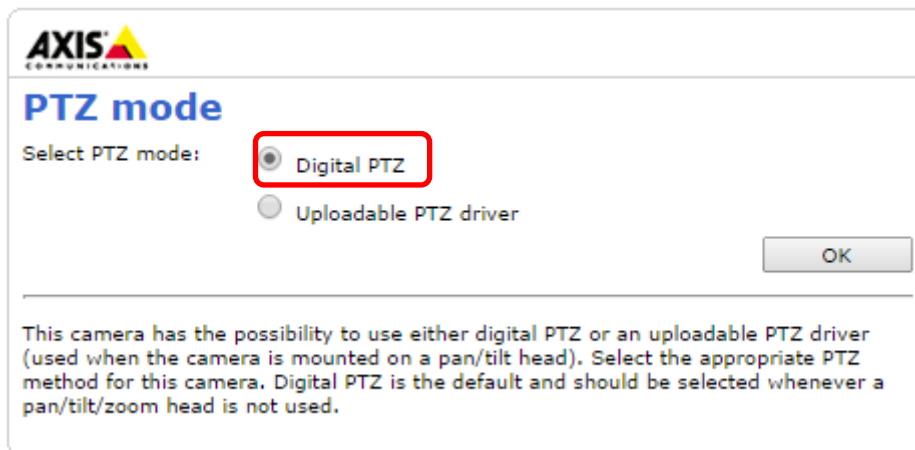 AXIS
COMMUNICATIONS
PTZ mode
Select PTZ mode:
Digital PTZ
Uploadable PTZ driver
OK
This camera has the possibility to use either digital PTZ or an uploadable PTZ driver
(used when the camera is mounted on a pan/tilt head). Select the appropriate PTZ
method for this camera. Digital PTZ is the default and should be selected whenever a
pan/tilt/zoom head is not used.